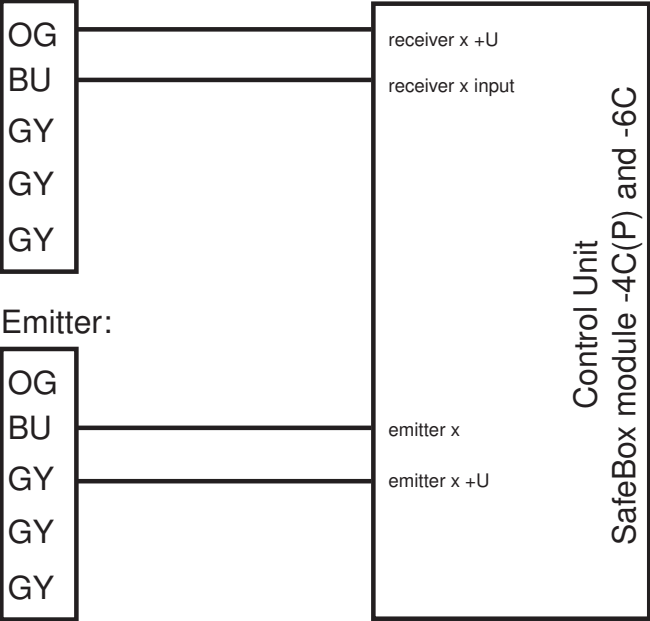 OG
BU
GY
GY
GY
receiver x +U
receiver x input
Emitter:
OG
BU
GY
GY
GY
emitter x
emitter x +U
Control Unit
SafeBox module -4C(P) and -6C